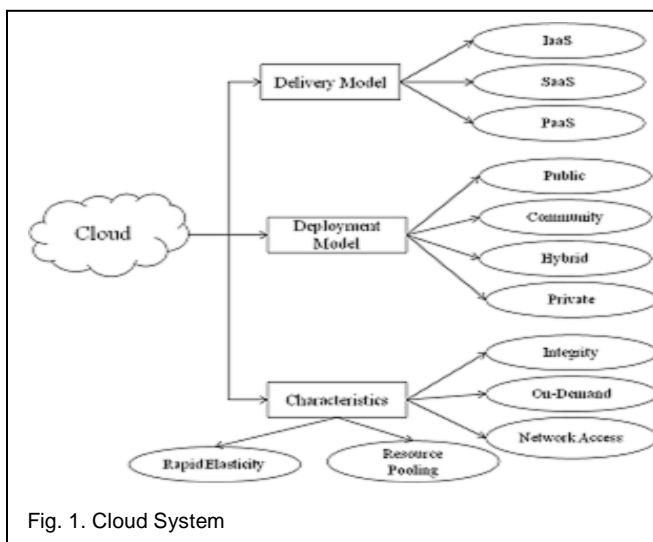 IaaS
Delivery Model
SaaS
PaaS
Public
Cloud
Deployment
Model
Community
Hybrid
Private
Integrity
Characteristics
On-Demand
Network Access
Rapid Elasticity
Resource
Pooling
Fig. 1. Cloud System